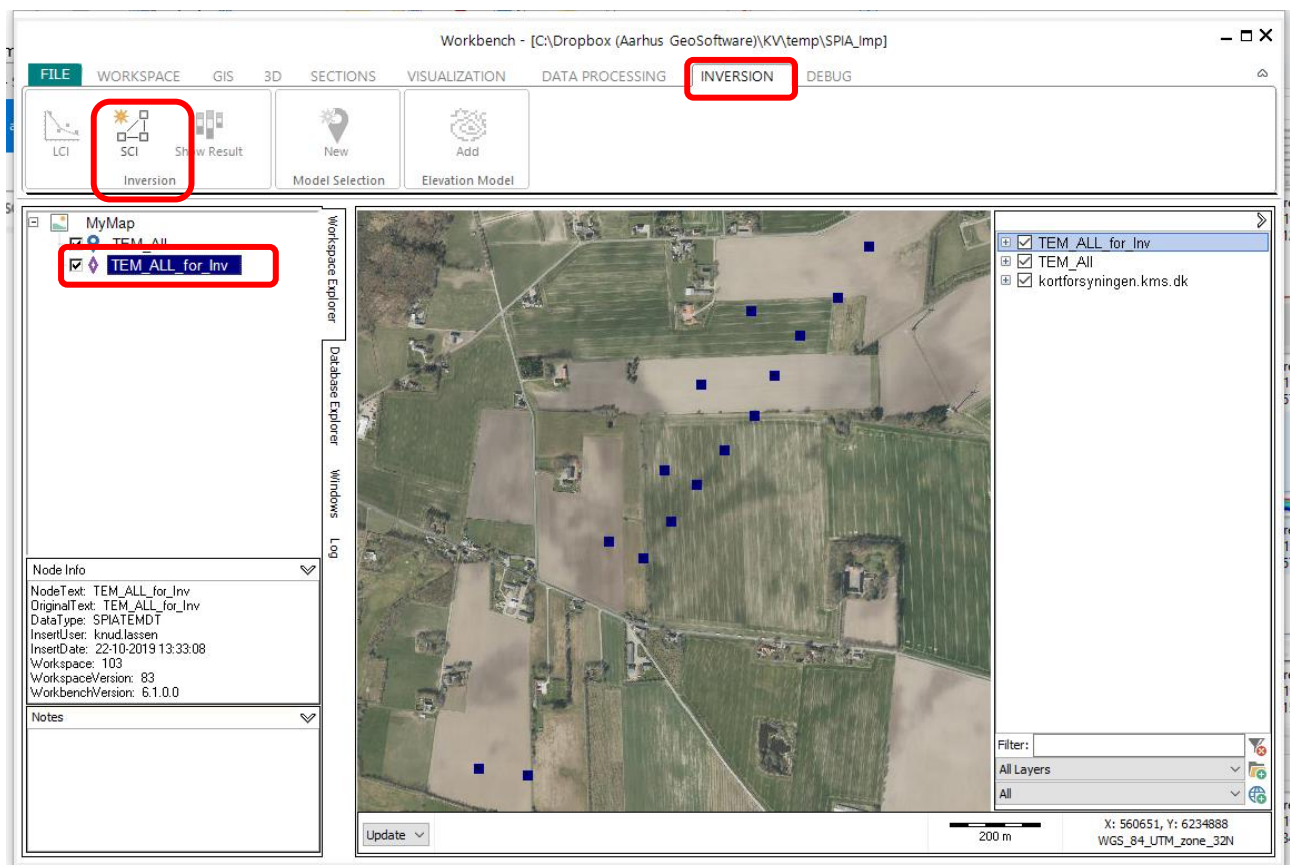 Workbench - [C:\Dropbox (Aarhus GeoSoftware)\KV\temp\SPIA_Imp]
FILE WORKSPACE GIS 3D SECTIONS VISUALIZATION DATA PROCESSING INVERSION DEBUG
LCI SCI Show Result New Add
Inversion Model Selection Elevation Model
MyMap
TEM_All
TEM_ALL_for_Inv
Workspace Explorer
Database Explorer
Windows
Log
TEM_ALL_for_Inv
TEM_All
kortforsyningen.kms.dk
Node Info
NodeText: TEM_ALL_for_Inv
OriginalText: TEM_ALL_for_Inv
DataType: SPIATEMDT
InsertUser: knud.lassen
InsertDate: 22-10-2019 13:33:08
Workspace: 103
WorkspaceVersion: 83
WorkbenchVersion: 6.1.0.0
Notes
Filter:
All Layers
All
Update
200 m
X: 560651, Y: 6234888
WGS_84_UTM_zone_32N